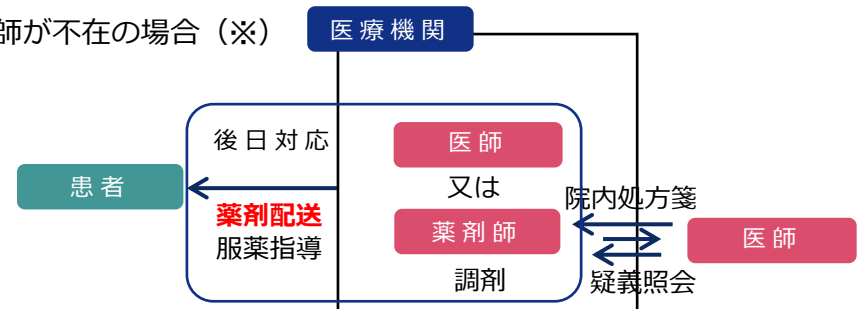 師が不在の場合（※）
医療機関
後日対応
医師
患者
又は
院内処方箋
薬剤配送
薬剤師
医師
服薬指導
調剤
疑義照会